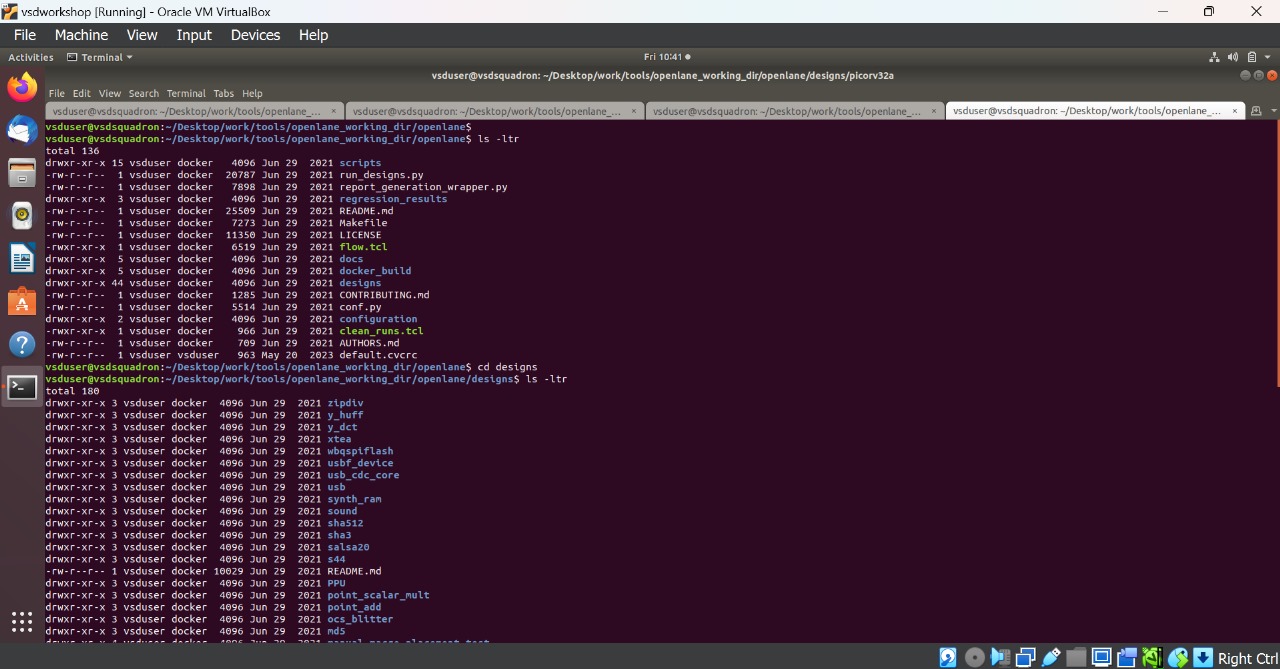 vsdworkshop [Running] - Oracle VM VirtualBox
File Machine View Input Devices Help
Activities Terminal Fri 10:41
vsduser@vsdsquadron: ~/Desktop/work/tools/openlane_working_dir/openlane/designs/picorv32a
File Edit View Search Terminal Tabs Help
vsduser@vsdsquadron: ~/Desktop/work/tools/openlane_... × vsduser@vsdsquadron: ~/Desktop/work/tools/openlane_... × vsduser@vsdsquadron: ~/Desktop/work/tools/openlane_... × vsduser@vsdsquadron: ~/Desktop/work/tools/openlane_... ×
vsduser@vsdsquadron:~/Desktop/work/tools/openlane_working_dir/openlane$
vsduser@vsdsquadron:~/Desktop/work/tools/openlane_working_dir/openlane$ ls -ltr
total 136
drwxr-xr-x 15 vsduser docker 4096 Jun 29 2021 scripts
-rw-r--r-- 1 vsduser docker 20787 Jun 29 2021 run_designs.py
-rw-r--r-- 1 vsduser docker 7898 Jun 29 2021 report_generation_wrapper.py
drwxr-xr-x 3 vsduser docker 4096 Jun 29 2021 regression_results
-rw-r--r-- 1 vsduser docker 25509 Jun 29 2021 README.md
-rw-r--r-- 1 vsduser docker 7273 Jun 29 2021 Makefile
-rw-r--r-- 1 vsduser docker 11350 Jun 29 2021 LICENSE
-rwxr-xr-x 1 vsduser docker 6519 Jun 29 2021 flow.tcl
drwxr-xr-x 5 vsduser docker 4096 Jun 29 2021 docs
drwxr-xr-x 5 vsduser docker 4096 Jun 29 2021 docker_build
drwxr-xr-x 44 vsduser docker 4096 Jun 29 2021 designs
-rw-r--r-- 1 vsduser docker 1285 Jun 29 2021 CONTRIBUTING.md
-rw-r--r-- 1 vsduser docker 5514 Jun 29 2021 conf.py
drwxr-xr-x 2 vsduser docker 4096 Jun 29 2021 configuration
-rwxr-xr-x 1 vsduser docker 966 Jun 29 2021 clean_runs.tcl
-rw-r--r-- 1 vsduser docker 709 Jun 29 2021 AUTHORS.md
-rw-r--r-- 1 vsduser vsduser 963 May 20 2023 default.cvcrc
vsduser@vsdsquadron:~/Desktop/work/tools/openlane_working_dir/openlane$ cd designs
vsduser@vsdsquadron:~/Desktop/work/tools/openlane_working_dir/openlane/designs$ ls -ltr
total 180
drwxr-xr-x 3 vsduser docker 4096 Jun 29 2021 zipdiv
drwxr-xr-x 3 vsduser docker 4096 Jun 29 2021 y_huff
drwxr-xr-x 3 vsduser docker 4096 Jun 29 2021 y_dct
drwxr-xr-x 3 vsduser docker 4096 Jun 29 2021 xtea
drwxr-xr-x 3 vsduser docker 4096 Jun 29 2021 wbqspiflash
drwxr-xr-x 3 vsduser docker 4096 Jun 29 2021 usbf_device
drwxr-xr-x 3 vsduser docker 4096 Jun 29 2021 usb_cdc_core
drwxr-xr-x 3 vsduser docker 4096 Jun 29 2021 usb
drwxr-xr-x 3 vsduser docker 4096 Jun 29 2021 synth_ram
drwxr-xr-x 3 vsduser docker 4096 Jun 29 2021 sound
drwxr-xr-x 3 vsduser docker 4096 Jun 29 2021 sha512
drwxr-xr-x 3 vsduser docker 4096 Jun 29 2021 sha3
drwxr-xr-x 3 vsduser docker 4096 Jun 29 2021 salsa20
drwxr-xr-x 3 vsduser docker 4096 Jun 29 2021 s44
-rw-r--r-- 1 vsduser docker 10029 Jun 29 2021 README.md
drwxr-xr-x 3 vsduser docker 4096 Jun 29 2021 PPU
drwxr-xr-x 3 vsduser docker 4096 Jun 29 2021 point_scalar_mult
drwxr-xr-x 3 vsduser docker 4096 Jun 29 2021 point_add
drwxr-xr-x 3 vsduser docker 4096 Jun 29 2021 ocs_blitter
drwxr-xr-x 3 vsduser docker 4096 Jun 29 2021 md5
Right Ctrl